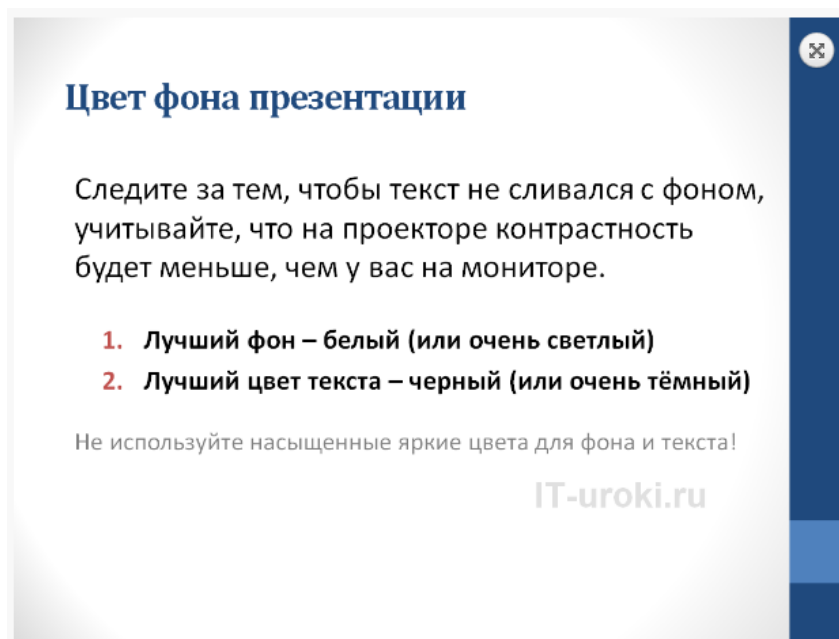 Цвет фона презентации
Следите за тем, чтобы текст не сливался с фоном,
учитывайте, что на проекторе контрастность
будет меньше, чем у вас на мониторе.
1. Лучший фон – белый (или очень светлый)
2. Лучший цвет текста – черный (или очень тёмный)
Не используйте насыщенные яркие цвета для фона и текста!
IT-uroki.ru